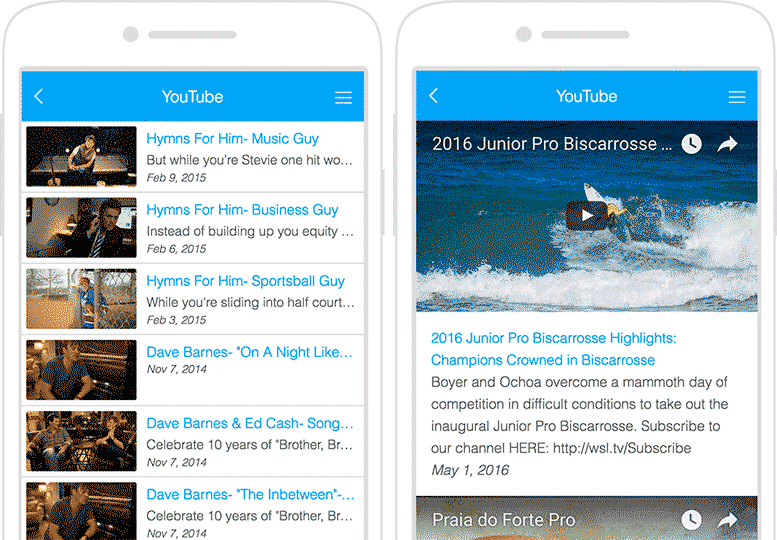 YouTube
Hymns For Him- Music Guy
But while you're Stevie one hit wo...
Feb 9, 2015
Hymns For Him- Business Guy
Instead of building up you equity ...
Feb 6, 2015
Hymns For Him- Sportsball Guy
While you're sliding into half court...
Feb 3, 2015
Dave Barnes- "On A Night Like...
Nov 7, 2014
Dave Barnes & Ed Cash- Song...
Celebrate 10 years of "Brother, Br...
Nov 7, 2014
Dave Barnes- "The Inbetween"-...
Celebrate 10 years of "Brother, Br...
Nov 7, 2014
YouTube
2016 Junior Pro Biscarrosse ...
2016 Junior Pro Biscarrosse Highlights:
Champions Crowned in Biscarrosse
Boyer and Ochoa overcome a mammoth day of
competition in difficult conditions to take out the
inaugural Junior Pro Biscarrosse. Subscribe to
our channel HERE: http://wsl.tv/Subscribe
May 1, 2016
Praia do Forte Pro